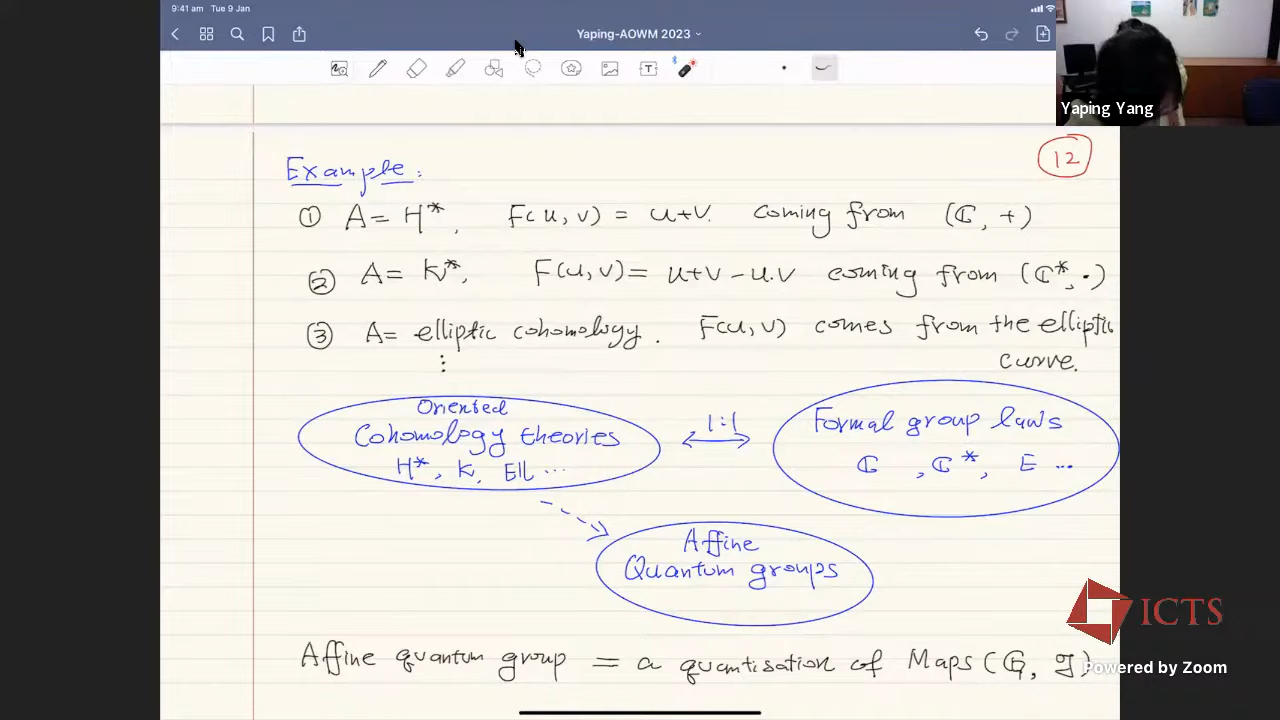 9:41 am Tue 9 Jan
Yaping-AOWM 2023
Yaping Yang
12
Example:
① A = H*, F(u,v) = u+v. coming from (ℂ, +)
② A = K*, F(u,v) = u+v - u.v coming from (ℂ*, ·)
③ A = elliptic cohomology. F(u,v) comes from the elliptic
⋮ curve.
Oriented
Cohomology theories
H*, K, Ell ...
1:1
Formal group laws
ℂ, ℂ*, E ...
Affine
Quantum groups
Affine quantum group = a quantisation of Maps(𝔾, 𝔤)
ICTS
Powered by Zoom